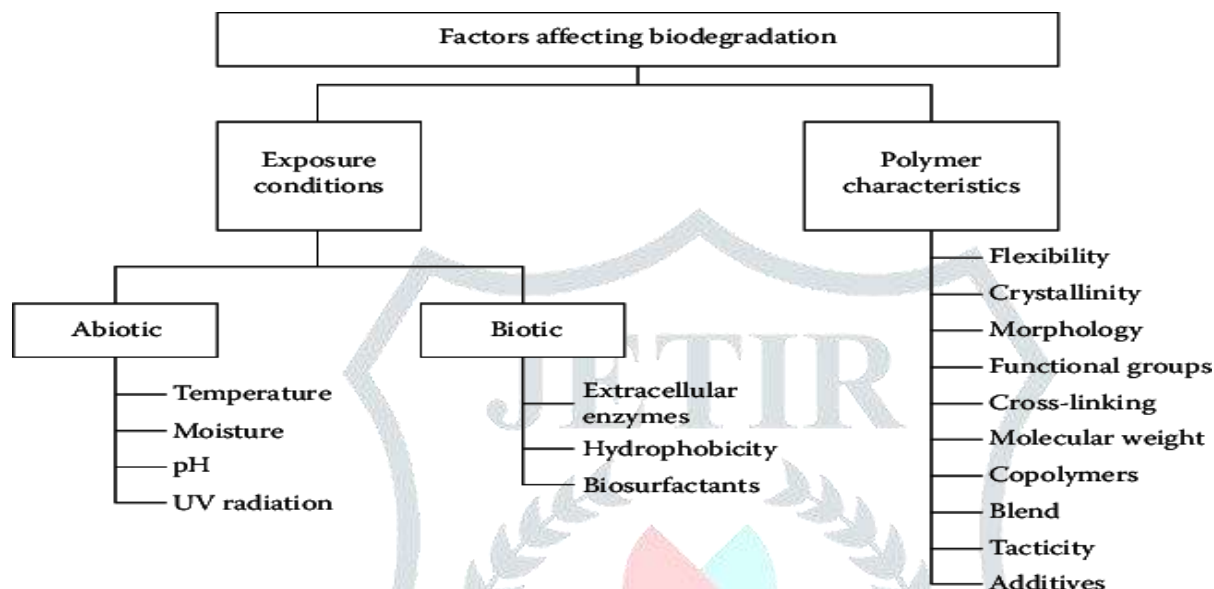 Factors affecting biodegradation
Exposure
conditions
Polymer
characteristics
Abiotic
Biotic
Temperature
Moisture
pH
UV radiation
Extracellular
enzymes
Hydrophobicity
Biosurfactants
Flexibility
Crystallinity
Morphology
Functional groups
Cross-linking
Molecular weight
Copolymers
Blend
Tacticity
Additives
JETIR